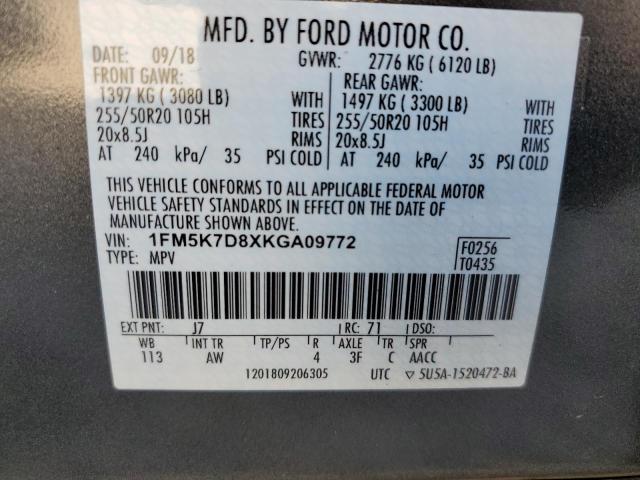 MFD. BY FORD MOTOR CO.
DATE: 09/18 GVWR: 2776 KG ( 6120 LB)
FRONT GAWR: REAR GAWR:
1397 KG ( 3080 LB) WITH 1497 KG ( 3300 LB) WITH
255/50R20 105H TIRES 255/50R20 105H TIRES
20x8.5J RIMS 20x8.5J RIMS
AT 240 kPa/ 35 PSI COLD AT 240 kPa/ 35 PSI COLD
THIS VEHICLE CONFORMS TO ALL APPLICABLE FEDERAL MOTOR
VEHICLE SAFETY STANDARDS IN EFFECT ON THE DATE OF
MANUFACTURE SHOWN ABOVE.
VIN: 1FM5K7D8XKGA09772 F0256
TYPE: MPV T0435
EXT PNT: J7 RC: 71 DSO:
WB INT TR TP/PS R AXLE TR SPR
113 AW 4 3F C AACC
1201809206305 UTC ▽ 5U5A-1520472-BA